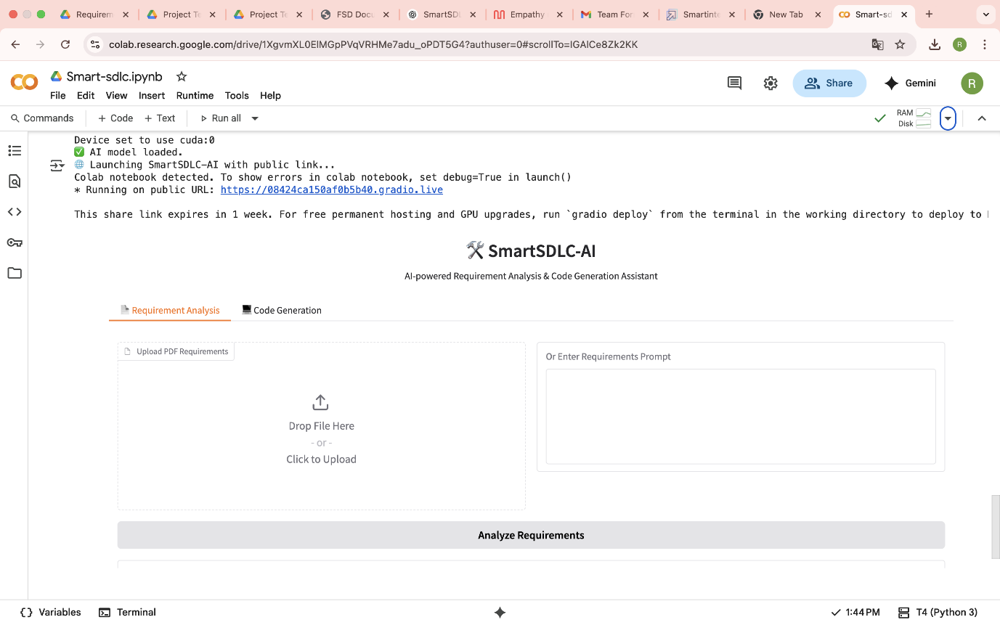 Requirem
Project Te
Project Te
FSD Docu
SmartSDL
Empathy
Team For
Smartinte
New Tab
Smart-sd
colab.research.google.com/drive/1XgvmXL0ElMGpPVqVRHMe7adu_oPDT5G4?authuser=0#scrollTo=lGAlCe8Zk2KK
R
CO
Smart-sdlc.ipynb
Share
Gemini
R
File Edit View Insert Runtime Tools Help
Commands + Code + Text Run all
RAM
Disk
Device set to use cuda:0
✅ AI model loaded.
🌐 Launching SmartSDLC-AI with public link...
Colab notebook detected. To show errors in colab notebook, set debug=True in launch()
* Running on public URL: https://08424ca150af0b5b40.gradio.live
This share link expires in 1 week. For free permanent hosting and GPU upgrades, run `gradio deploy` from the terminal in the working directory to deploy to
🛠️ SmartSDLC-AI
AI-powered Requirement Analysis & Code Generation Assistant
Requirement Analysis
Code Generation
Upload PDF Requirements
Drop File Here
- or -
Click to Upload
Or Enter Requirements Prompt
Analyze Requirements
{} Variables
Terminal
1:44 PM
T4 (Python 3)